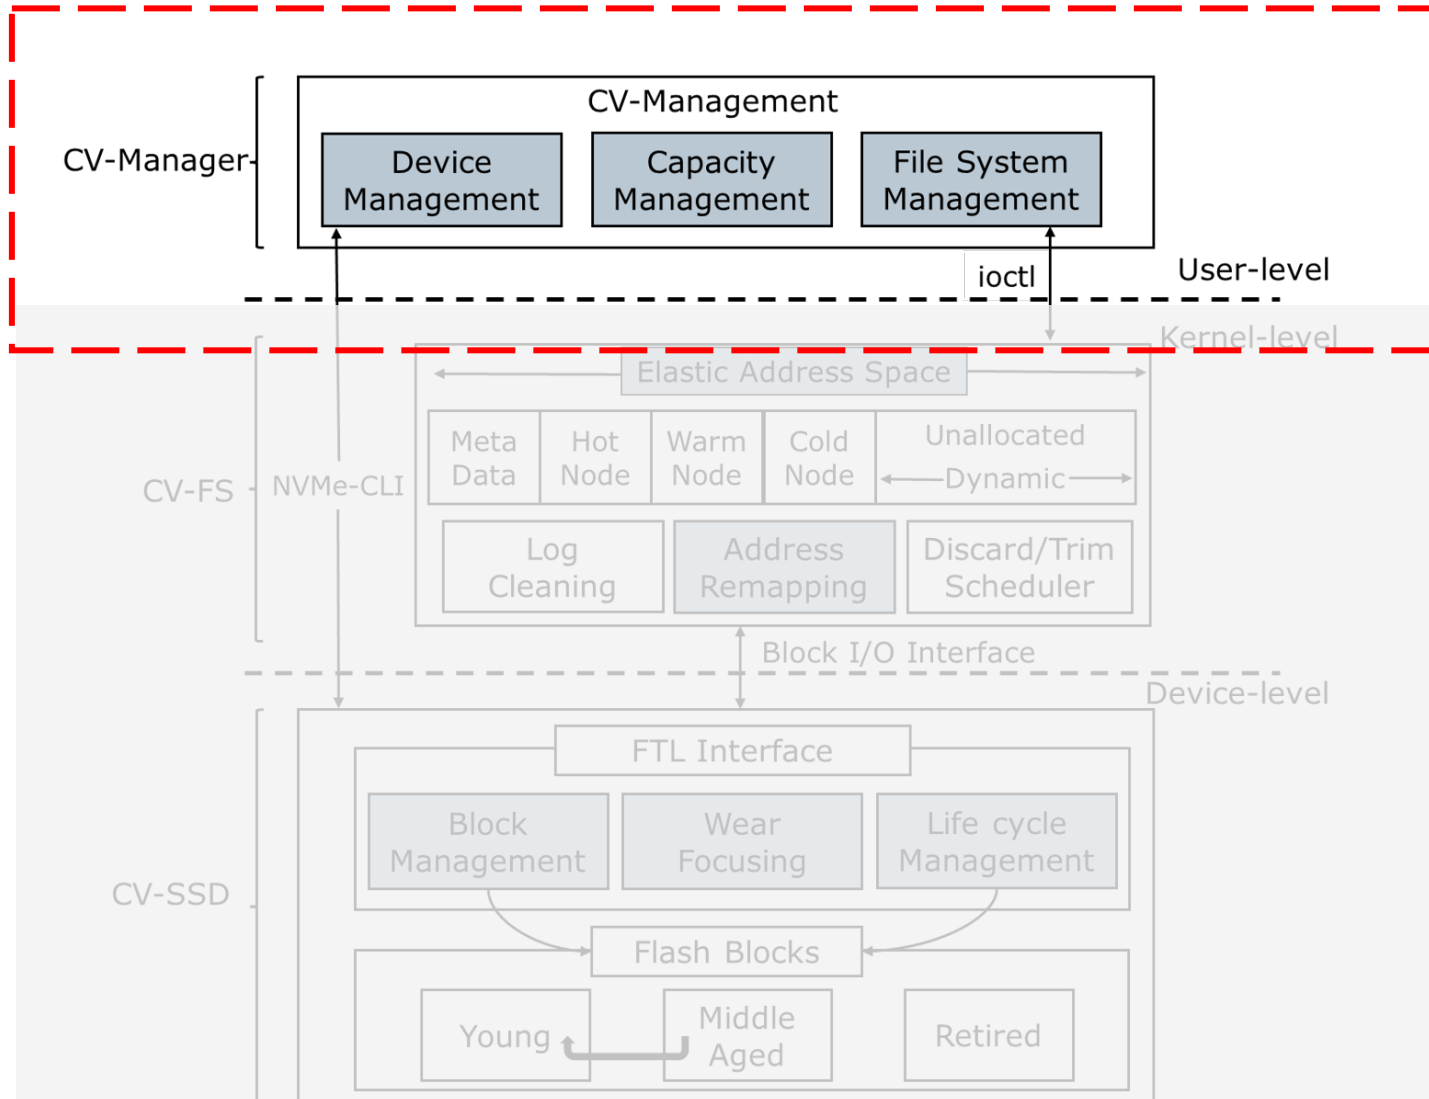 CV-Management
CV-Manager
Device
Management
Capacity
Management
File System
Management
ioctl
User-level
Kernel-level
Elastic Address Space
CV-FS
NVMe-CLI
Meta
Data
Hot
Node
Warm
Node
Cold
Node
Unallocated
Dynamic
Log
Cleaning
Address
Remapping
Discard/Trim
Scheduler
Block I/O Interface
Device-level
CV-SSD
FTL Interface
Block
Management
Wear
Focusing
Life cycle
Management
Flash Blocks
Young
Middle
Aged
Retired